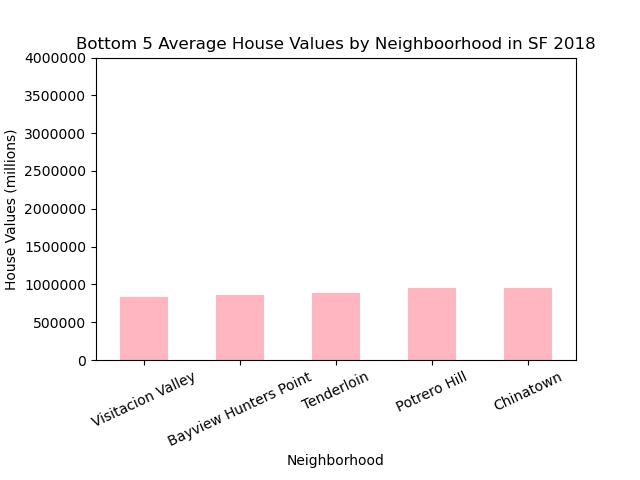 Bottom 5 Average House Values by Neighboorhood in SF 2018
House Values (millions)
4000000
3500000
3000000
2500000
2000000
1500000
1000000
500000
0
Visitacion Valley
Bayview Hunters Point
Tenderloin
Potrero Hill
Chinatown
Neighborhood